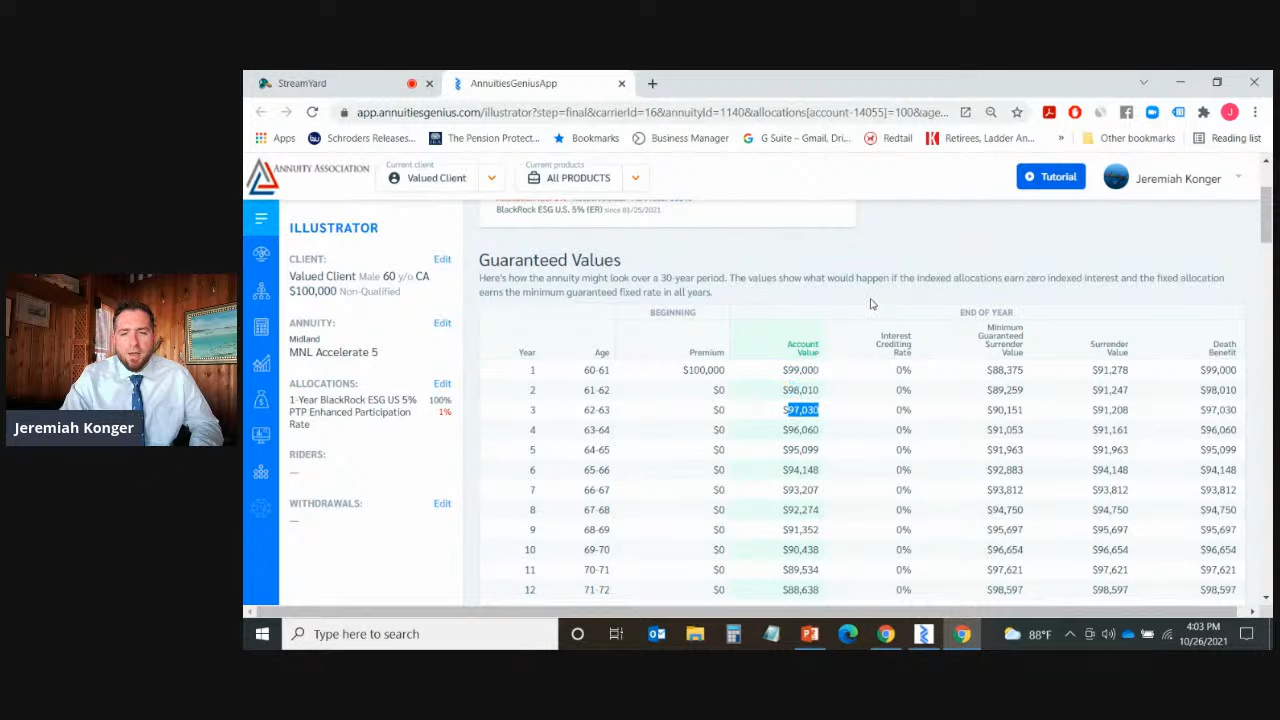 StreamYard
AnnuitiesGeniusApp
app.annuitiesgenius.com/illustrator?step=final&carrierId=16&annuityId=1140&allocations[account-14055]=100&age...
Apps
Schroders Releases...
The Pension Protect...
Bookmarks
Business Manager
G Suite – Gmail, Dri...
Redtail
Retirees, Ladder An...
»
Other bookmarks
Reading list
ANNUITY ASSOCIATION
Current client
Valued Client
Current products
All PRODUCTS
Tutorial
Jeremiah Konger
ILLUSTRATOR
CLIENT: Edit
Valued Client Male 60 y/o CA
$100,000 Non-Qualified
ANNUITY: Edit
Midland
MNL Accelerate 5
ALLOCATIONS: Edit
1-Year BlackRock ESG US 5% 100%
PTP Enhanced Participation 1%
Rate
RIDERS:
—
WITHDRAWALS: Edit
—
BlackRock ESG U.S. 5% (ER) since 01/25/2021
Guaranteed Values
Here's how the annuity might look over a 30-year period. The values show what would happen if the indexed allocations earn zero indexed interest and the fixed allocation
earns the minimum guaranteed fixed rate in all years.
BEGINNING END OF YEAR
Year Age Premium Account Value Interest Crediting Rate Minimum Guaranteed Surrender Value Surrender Value Death Benefit
1 60-61 $100,000 $99,000 0% $88,375 $91,278 $99,000
2 61-62 $0 $98,010 0% $89,259 $91,247 $98,010
3 62-63 $0 $97,030 0% $90,151 $91,208 $97,030
4 63-64 $0 $96,060 0% $91,053 $91,161 $96,060
5 64-65 $0 $95,099 0% $91,963 $91,963 $95,099
6 65-66 $0 $94,148 0% $92,883 $94,148 $94,148
7 66-67 $0 $93,207 0% $93,812 $93,812 $93,812
8 67-68 $0 $92,274 0% $94,750 $94,750 $94,750
9 68-69 $0 $91,352 0% $95,697 $95,697 $95,697
10 69-70 $0 $90,438 0% $96,654 $96,654 $96,654
11 70-71 $0 $89,534 0% $97,621 $97,621 $97,621
12 71-72 $0 $88,638 0% $98,597 $98,597 $98,597
Jeremiah Konger
Type here to search
88°F
4:03 PM
10/26/2021